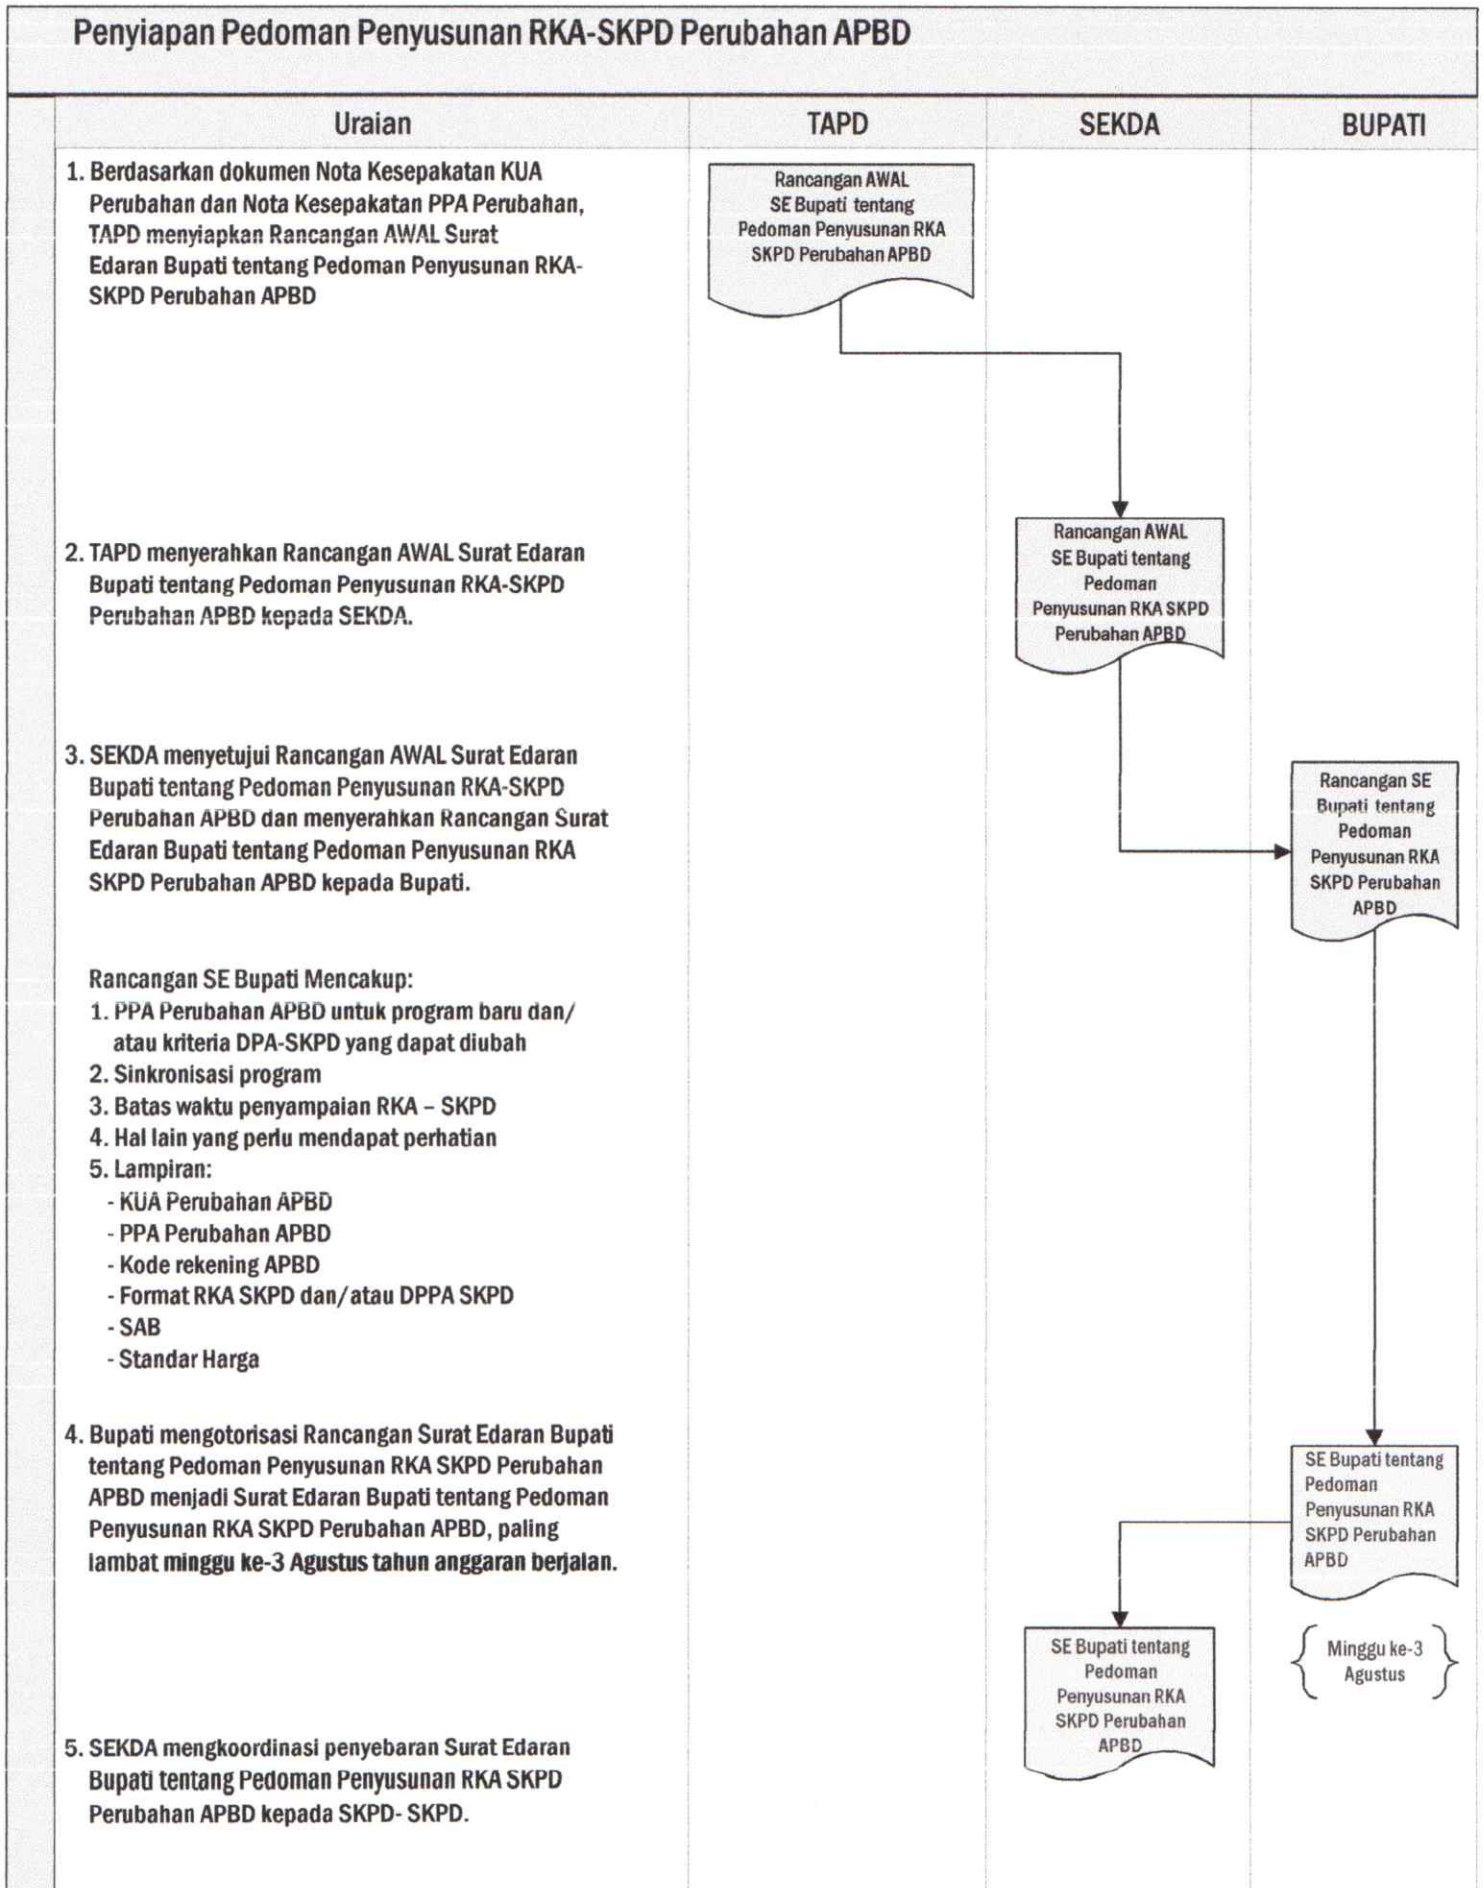 Penyiapan Pedoman Penyusunan RKA-SKPD Perubahan APBD
Uraian
TAPD
SEKDA
BUPATI
1. Berdasarkan dokumen Nota Kesepakatan KUA
Perubahan dan Nota Kesepakatan PPA Perubahan,
TAPD menyiapkan Rancangan AWAL Surat
Edaran Bupati tentang Pedoman Penyusunan RKA-
SKPD Perubahan APBD
Rancangan AWAL
SE Bupati tentang
Pedoman Penyusunan RKA
SKPD Perubahan APBD
2. TAPD menyerahkan Rancangan AWAL Surat Edaran
Bupati tentang Pedoman Penyusunan RKA-SKPD
Perubahan APBD kepada SEKDA.
Rancangan AWAL
SE Bupati tentang
Pedoman
Penyusunan RKA SKPD
Perubahan APBD
3. SEKDA menyetujui Rancangan AWAL Surat Edaran
Bupati tentang Pedoman Penyusunan RKA-SKPD
Perubahan APBD dan menyerahkan Rancangan Surat
Edaran Bupati tentang Pedoman Penyusunan RKA
SKPD Perubahan APBD kepada Bupati.
Rancangan SE
Bupati tentang
Pedoman
Penyusunan RKA
SKPD Perubahan
APBD
Rancangan SE Bupati Mencakup:
1. PPA Perubahan APBD untuk program baru dan/
atau kriteria DPA-SKPD yang dapat diubah
2. Sinkronisasi program
3. Batas waktu penyampaian RKA – SKPD
4. Hal lain yang perlu mendapat perhatian
5. Lampiran:
- KUA Perubahan APBD
- PPA Perubahan APBD
- Kode rekening APBD
- Format RKA SKPD dan/atau DPPA SKPD
- SAB
- Standar Harga
4. Bupati mengotorisasi Rancangan Surat Edaran Bupati
tentang Pedoman Penyusunan RKA SKPD Perubahan
APBD menjadi Surat Edaran Bupati tentang Pedoman
Penyusunan RKA SKPD Perubahan APBD, paling
lambat minggu ke-3 Agustus tahun anggaran berjalan.
SE Bupati tentang
Pedoman
Penyusunan RKA
SKPD Perubahan
APBD
Minggu ke-3
Agustus
SE Bupati tentang
Pedoman
Penyusunan RKA
SKPD Perubahan
APBD
5. SEKDA mengkoordinasi penyebaran Surat Edaran
Bupati tentang Pedoman Penyusunan RKA SKPD
Perubahan APBD kepada SKPD- SKPD.